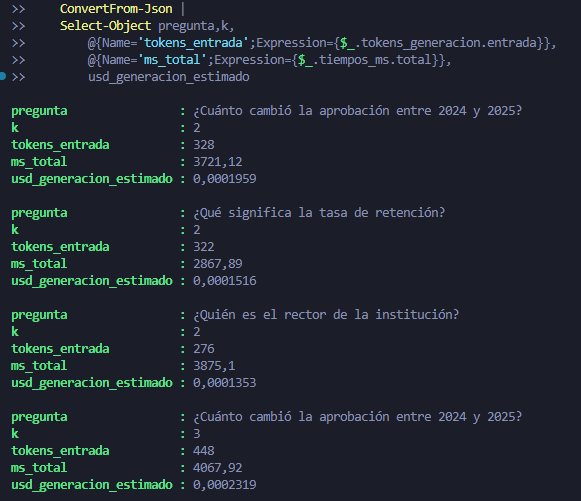 >>     ConvertFrom-Json |
>>     Select-Object pregunta,k,
>>         @{Name='tokens_entrada';Expression={$_.tokens_generacion.entrada}},
>>         @{Name='ms_total';Expression={$_.tiempos_ms.total}},
>>         usd_generacion_estimado
pregunta                : ¿Cuánto cambió la aprobación entre 2024 y 2025?
k                       : 2
tokens_entrada          : 328
ms_total                : 3721,12
usd_generacion_estimado : 0,0001959
pregunta                : ¿Qué significa la tasa de retención?
k                       : 2
tokens_entrada          : 322
ms_total                : 2867,89
usd_generacion_estimado : 0,0001516
pregunta                : ¿Quién es el rector de la institución?
k                       : 2
tokens_entrada          : 276
ms_total                : 3875,1
usd_generacion_estimado : 0,0001353
pregunta                : ¿Cuánto cambió la aprobación entre 2024 y 2025?
k                       : 3
tokens_entrada          : 448
ms_total                : 4067,92
usd_generacion_estimado : 0,0002319